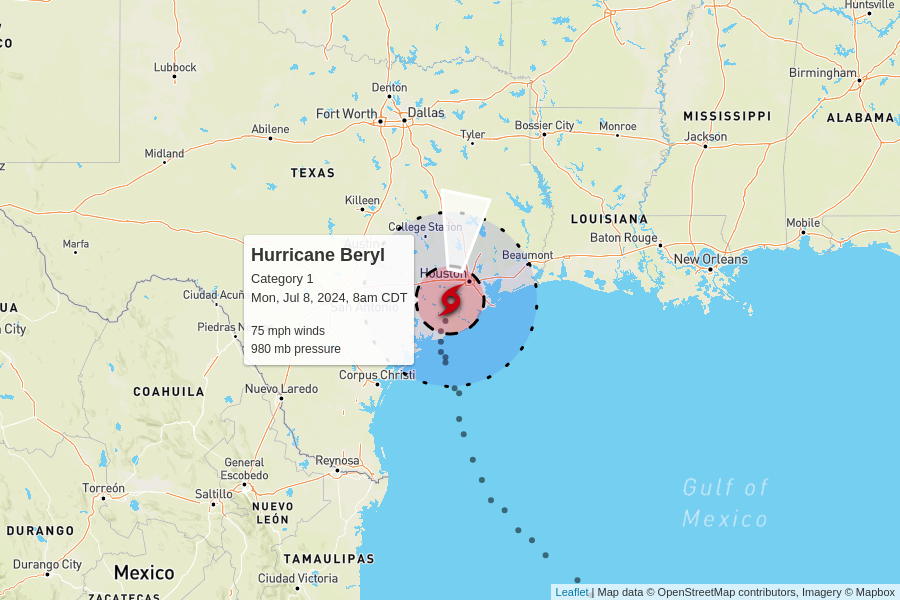 Huntsville
CO
Lubbock
Birmingham
Denton
Fort Worth
Dallas
MISSISSIPPI
ALABAMA
Abilene
Tyler
Bossier City
Monroe
Jackson
Midland
TEXAS
Killeen
LOUISIANA
Mobile
College Station
Baton Rouge
Marfa
Austin
Beaumont
New Orleans
Hurricane Beryl
Houston
Category 1
Ciudad Acuñ
Mon, Jul 8, 2024, 8am CDT
San Antonio
UA
City
Piedras N
75 mph winds
980 mb pressure
Corpus Christi
COAHUILA
Nuevo Laredo
General
Escobedo
Reynosa
Torreón
Saltillo
NUEVO
LEÓN
Gulf of
Mexico
DURANGO
TAMAULIPAS
Durango City
Mexico
Ciudad Victoria
ZACATECAS
Leaflet | Map data © OpenStreetMap contributors, Imagery © Mapbox